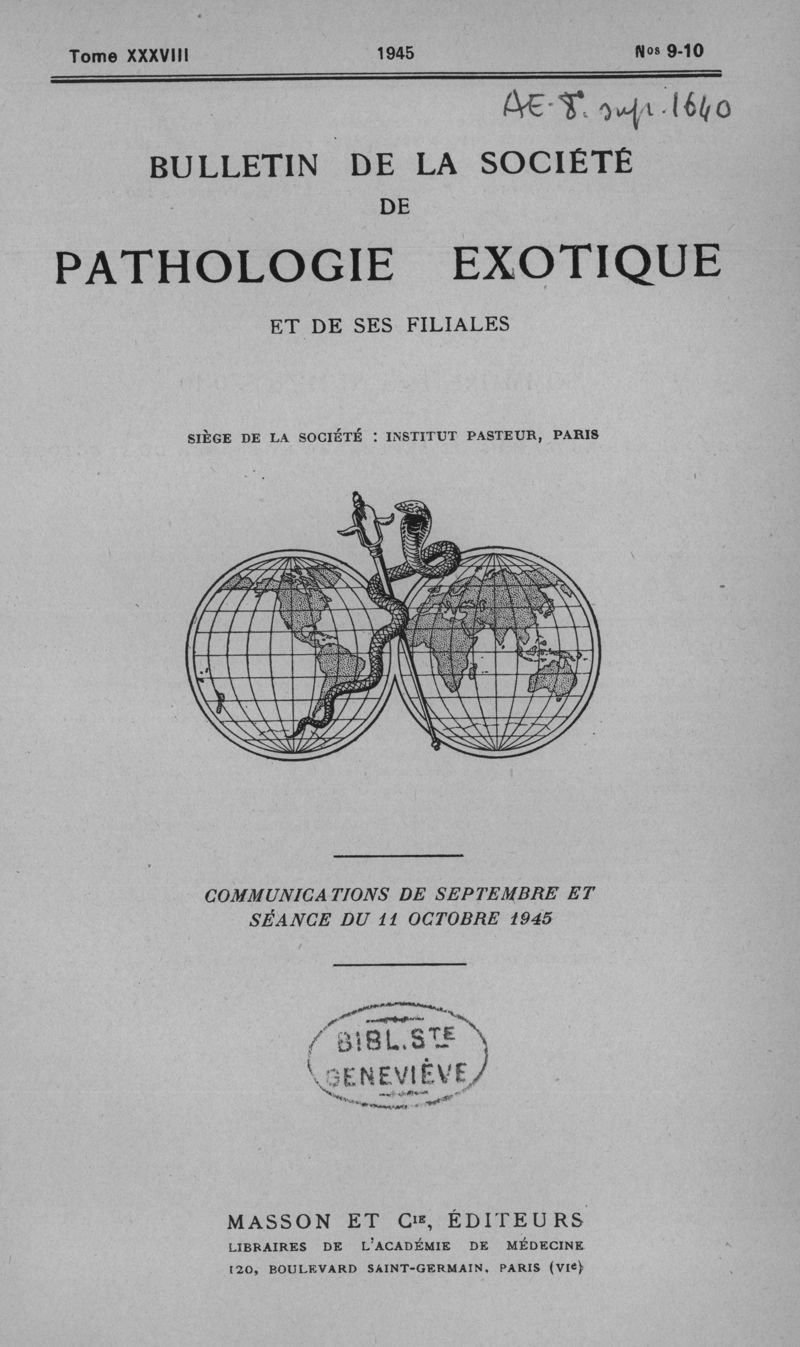 Tome XXXVIII 1945 Nos 9-10
AE-8. supr. 1640
BULLETIN DE LA SOCIÉTÉ
DE
PATHOLOGIE EXOTIQUE
ET DE SES FILIALES
SIÈGE DE LA SOCIÉTÉ : INSTITUT PASTEUR, PARIS
COMMUNICATIONS DE SEPTEMBRE ET
SÉANCE DU 11 OCTOBRE 1945
BIBL. STE
GENEVIÈVE
MASSON ET CIE, ÉDITEURS
LIBRAIRES DE L'ACADÉMIE DE MÉDECINE
120, BOULEVARD SAINT-GERMAIN. PARIS (VIe)